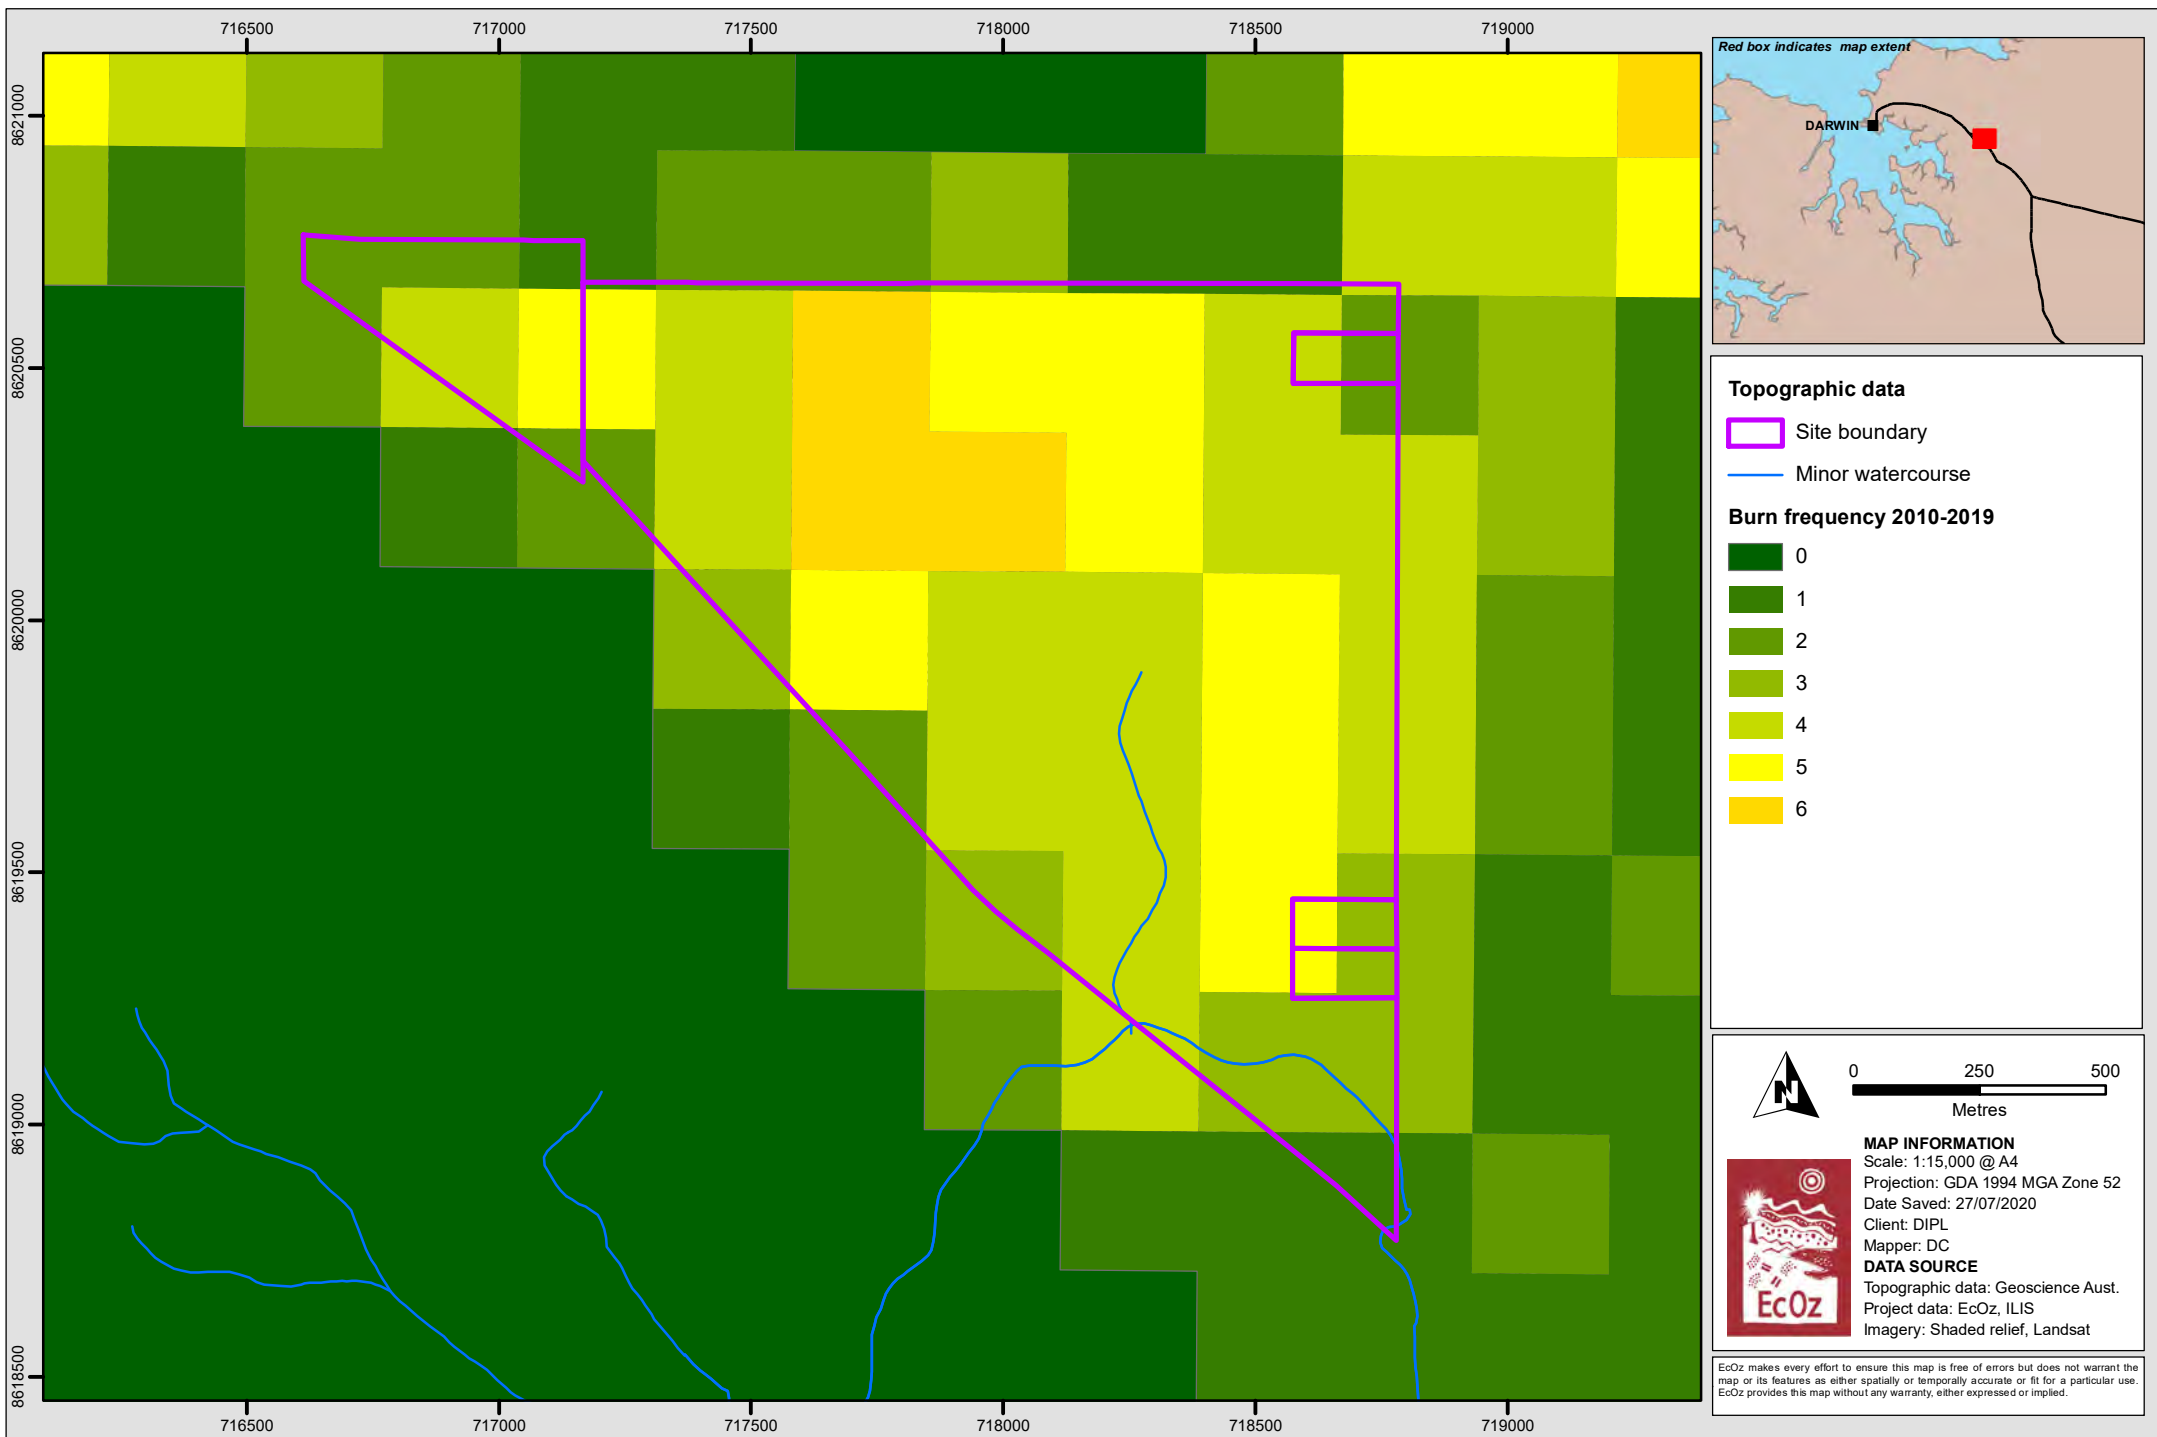 716500 717000 717500 718000 718500 719000
8621000
8620500
8620000
8619500
8619000
8618500
716500 717000 717500 718000 718500 719000
Red box indicates map extent
DARWIN
Topographic data
Site boundary
Minor watercourse
Burn frequency 2010-2019
0
1
2
3
4
5
6
N
0 250 500
Metres
MAP INFORMATION
Scale: 1:15,000 @ A4
Projection: GDA 1994 MGA Zone 52
Date Saved: 27/07/2020
Client: DIPL
Mapper: DC
DATA SOURCE
Topographic data: Geoscience Aust.
Project data: EcOz, ILIS
Imagery: Shaded relief, Landsat
EcOz
EcOz makes every effort to ensure this map is free of errors but does not warrant the
map or its features as either spatially or temporally accurate or fit for a particular use.
EcOz provides this map without any warranty, either expressed or implied.